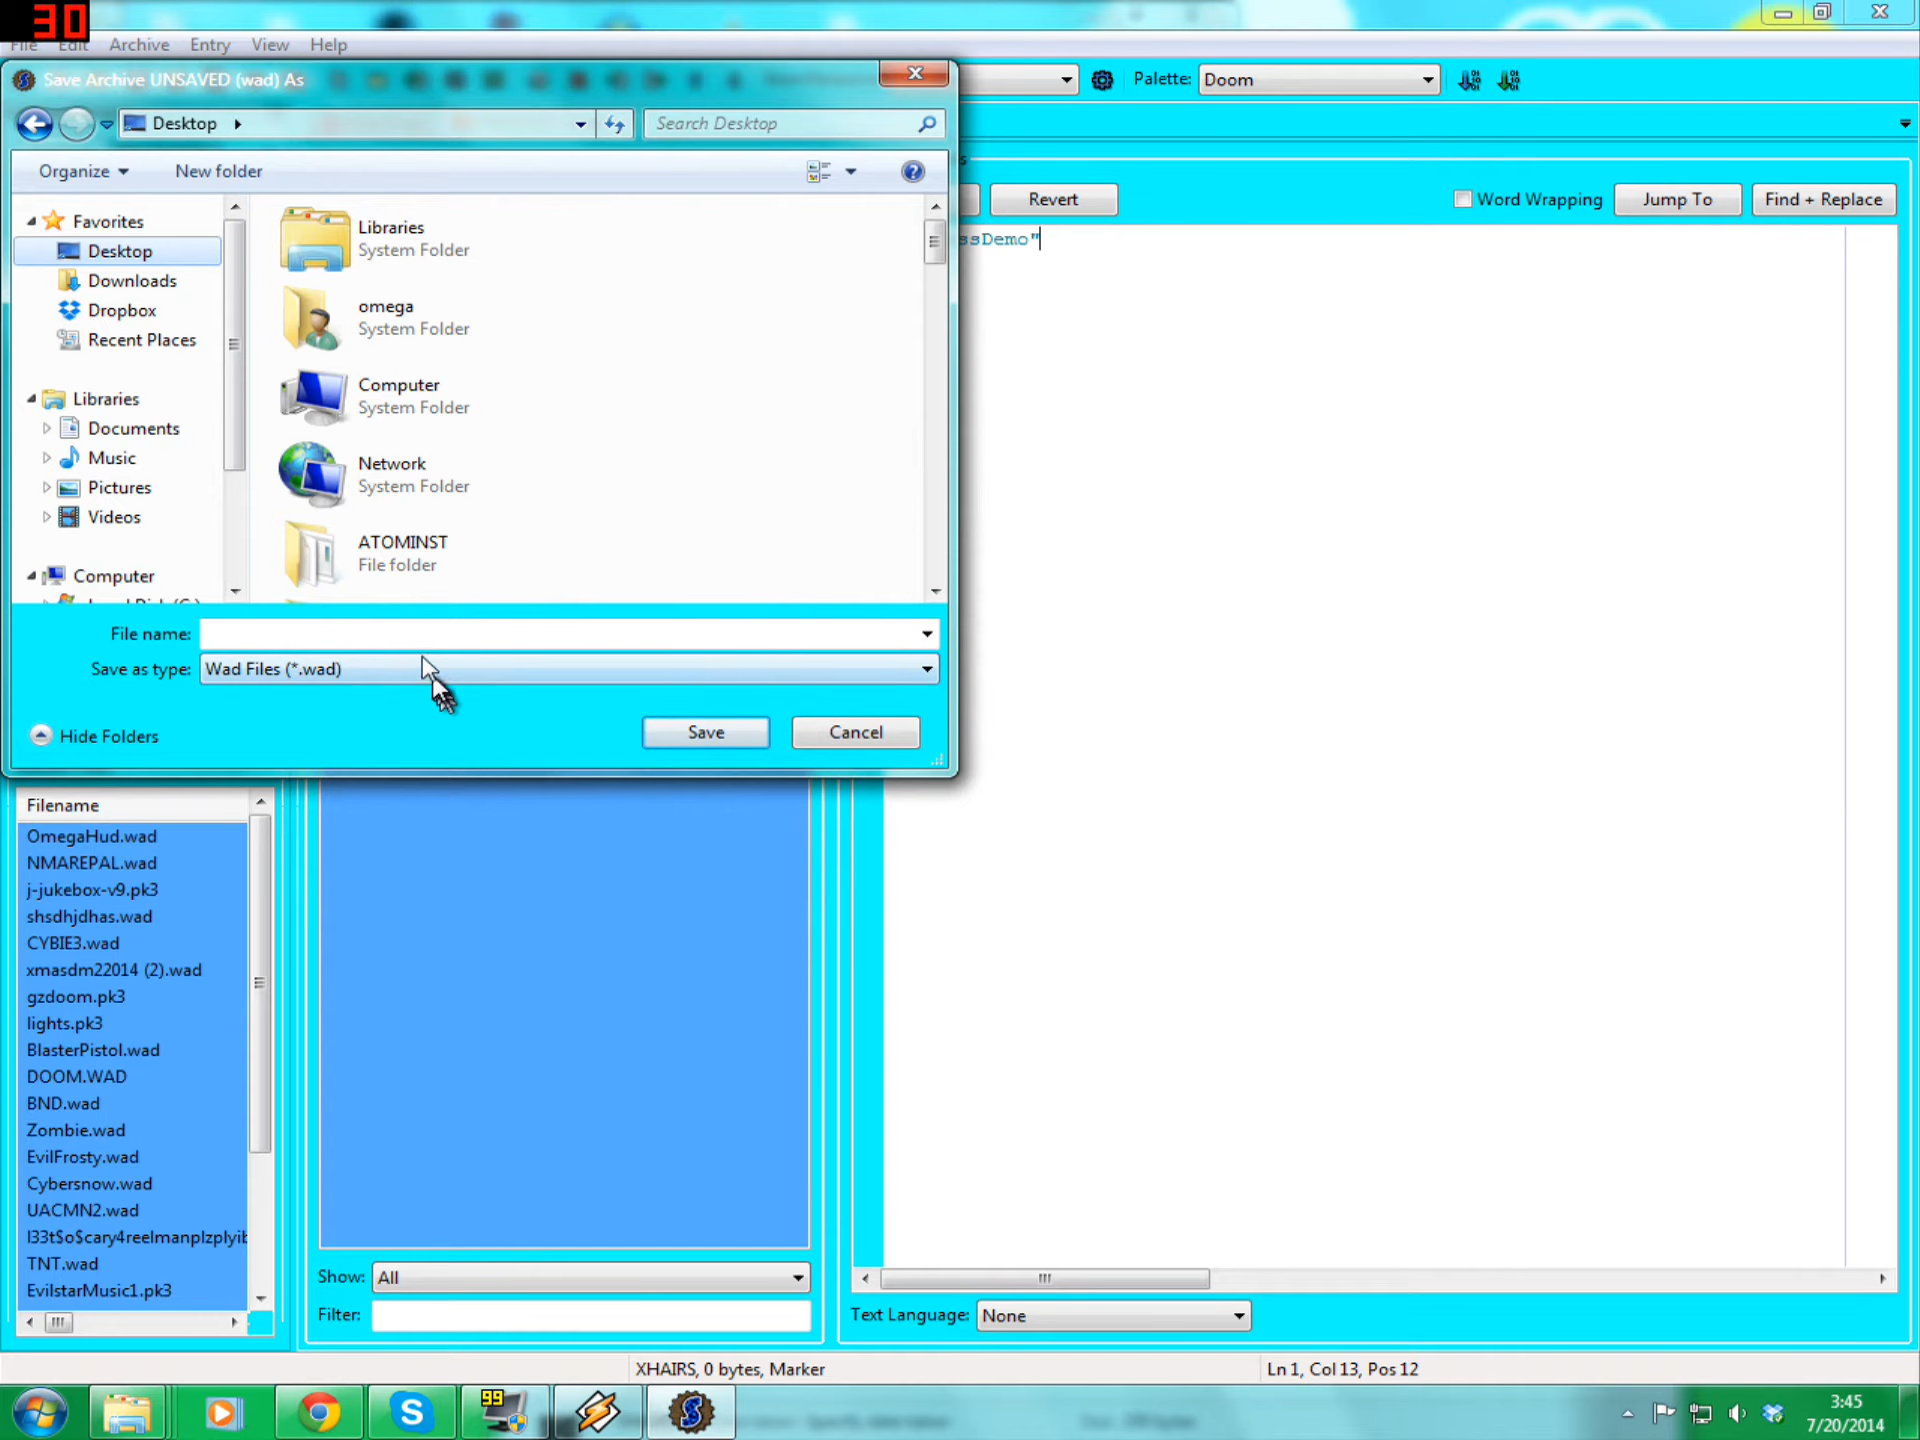 30
File Edit Archive Entry View Help
Save Archive UNSAVED (wad) As
Palette: Doom
Desktop
Search Desktop
Organize New folder
Revert
Word Wrapping
Jump To
Find + Replace
ssDemo"
Favorites
Desktop
Downloads
Dropbox
Recent Places
Libraries
Documents
Music
Pictures
Videos
Computer
Libraries
System Folder
omega
System Folder
Computer
System Folder
Network
System Folder
ATOMINST
File folder
File name:
Save as type: Wad Files (*.wad)
Hide Folders
Save
Cancel
Filename
OmegaHud.wad
NMAREPAL.wad
j-jukebox-v9.pk3
shsdhjdhas.wad
CYBIE3.wad
xmasdm22014 (2).wad
gzdoom.pk3
lights.pk3
BlasterPistol.wad
DOOM.WAD
BND.wad
Zombie.wad
EvilFrosty.wad
Cybersnow.wad
UACMN2.wad
l33t$o$cary4reelmanplzplyit
TNT.wad
EvilstarMusic1.pk3
Show: All
Filter:
Text Language: None
XHAIRS, 0 bytes, Marker
Ln 1, Col 13, Pos 12
99
3:45
7/20/2014